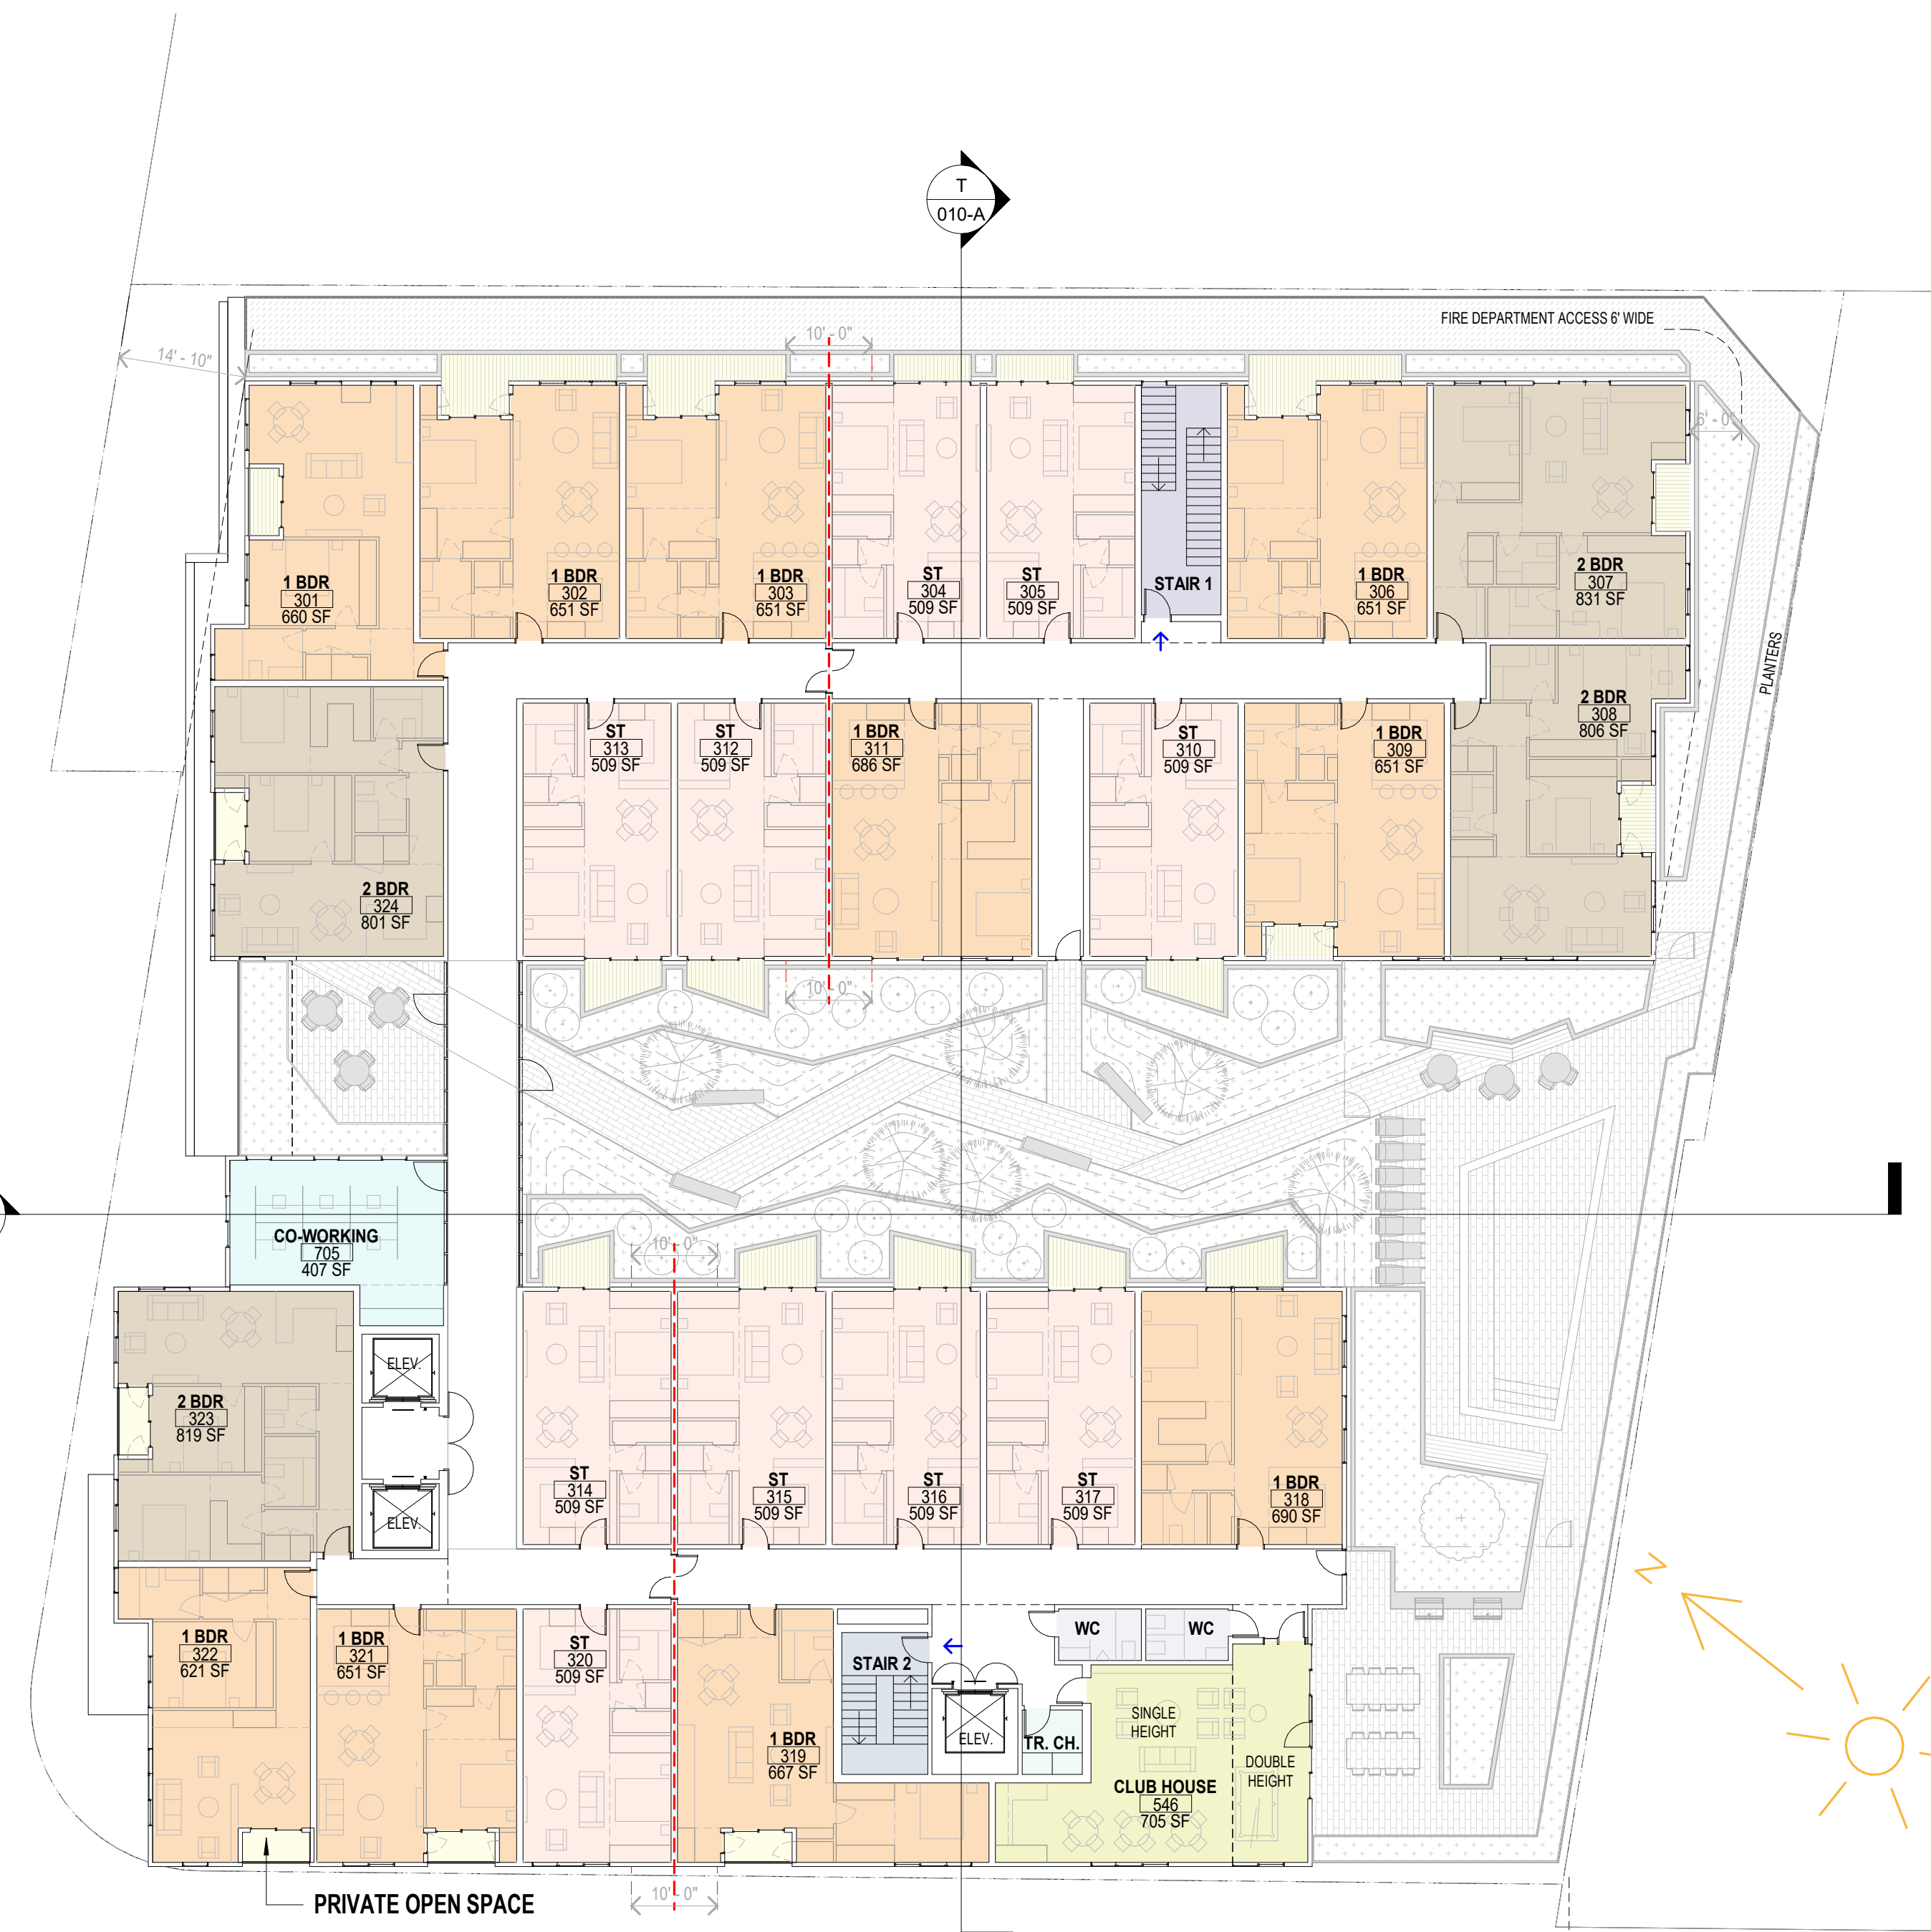 T
010-A
FIRE DEPARTMENT ACCESS 6' WIDE
10' - 0"
14' - 10"
6' - 0"
1 BDR
301
660 SF
1 BDR
302
651 SF
1 BDR
303
651 SF
ST
304
509 SF
ST
305
509 SF
STAIR 1
1 BDR
306
651 SF
2 BDR
307
831 SF
PLANTERS
2 BDR
324
801 SF
ST
313
509 SF
ST
312
509 SF
1 BDR
311
686 SF
ST
310
509 SF
1 BDR
309
651 SF
2 BDR
308
806 SF
10' - 0"
CO-WORKING
705
407 SF
10' - 0"
ELEV.
2 BDR
323
819 SF
ELEV.
ST
314
509 SF
ST
315
509 SF
ST
316
509 SF
ST
317
509 SF
1 BDR
318
690 SF
N
1 BDR
322
621 SF
1 BDR
321
651 SF
ST
320
509 SF
1 BDR
319
667 SF
STAIR 2
WC
WC
ELEV.
TR. CH.
SINGLE
HEIGHT
DOUBLE
HEIGHT
CLUB HOUSE
546
705 SF
PRIVATE OPEN SPACE
10' - 0"